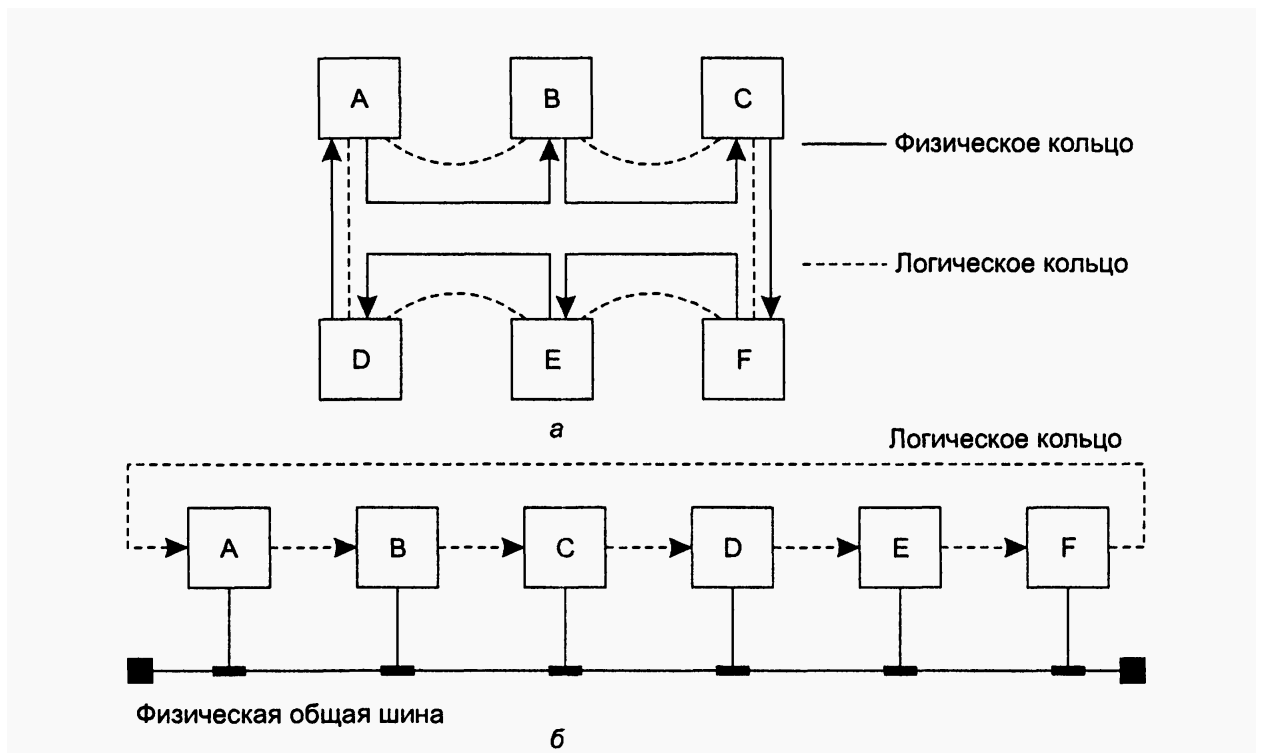 A B C
Физическое кольцо
Логическое кольцо
D E F
а
Логическое кольцо
A B C D E F
Физическая общая шина
б